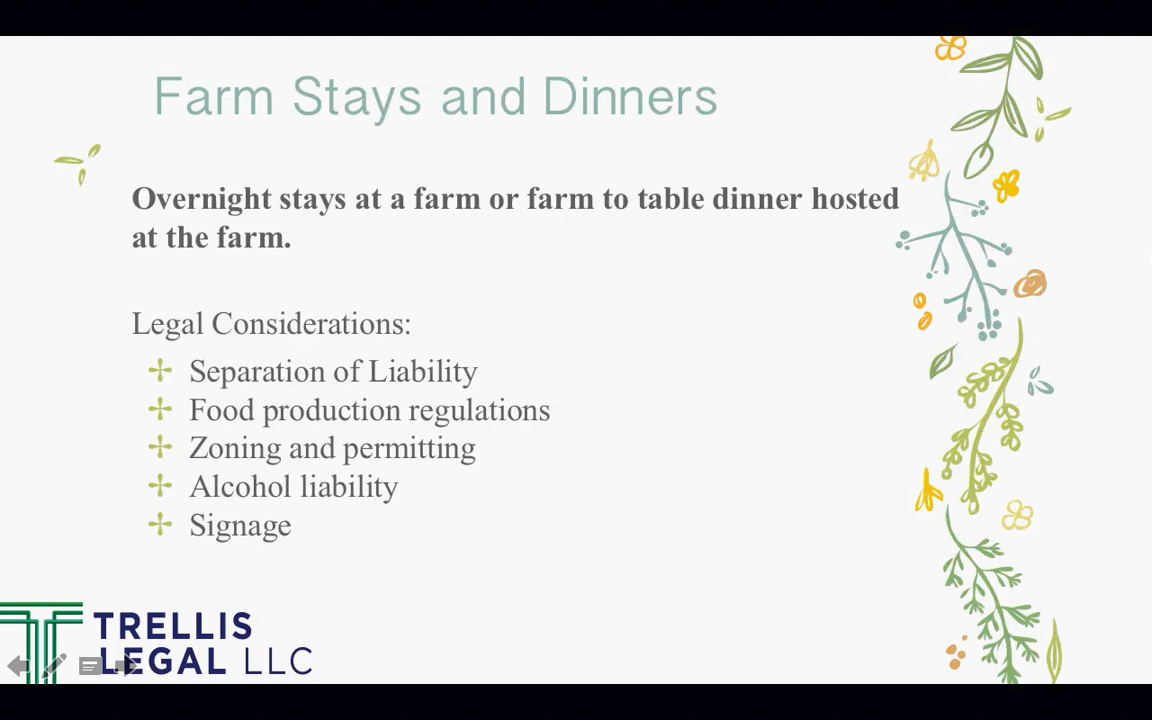 Farm Stays and Dinners
Overnight stays at a farm or farm to table dinner hosted
at the farm.
Legal Considerations:
Separation of Liability
Food production regulations
Zoning and permitting
Alcohol liability
Signage
TRELLIS
LEGAL LLC